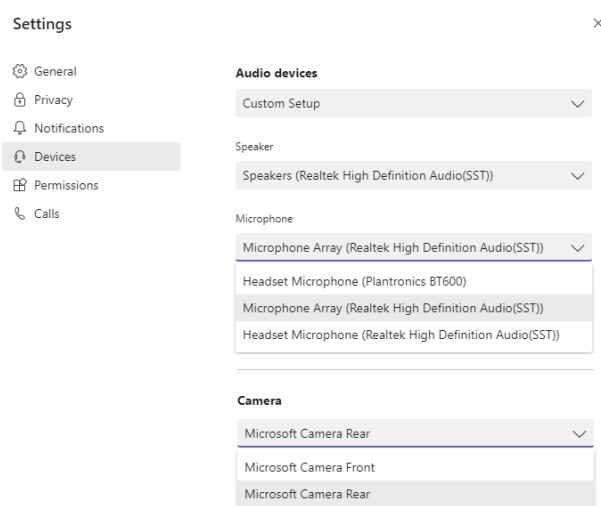 Settings
General
Privacy
Notifications
Devices
Permissions
Calls
Audio devices
Custom Setup
Speaker
Speakers (Realtek High Definition Audio(SST))
Microphone
Microphone Array (Realtek High Definition Audio(SST))
Headset Microphone (Plantronics BT600)
Microphone Array (Realtek High Definition Audio(SST))
Headset Microphone (Realtek High Definition Audio(SST))
Camera
Microsoft Camera Rear
Microsoft Camera Front
Microsoft Camera Rear